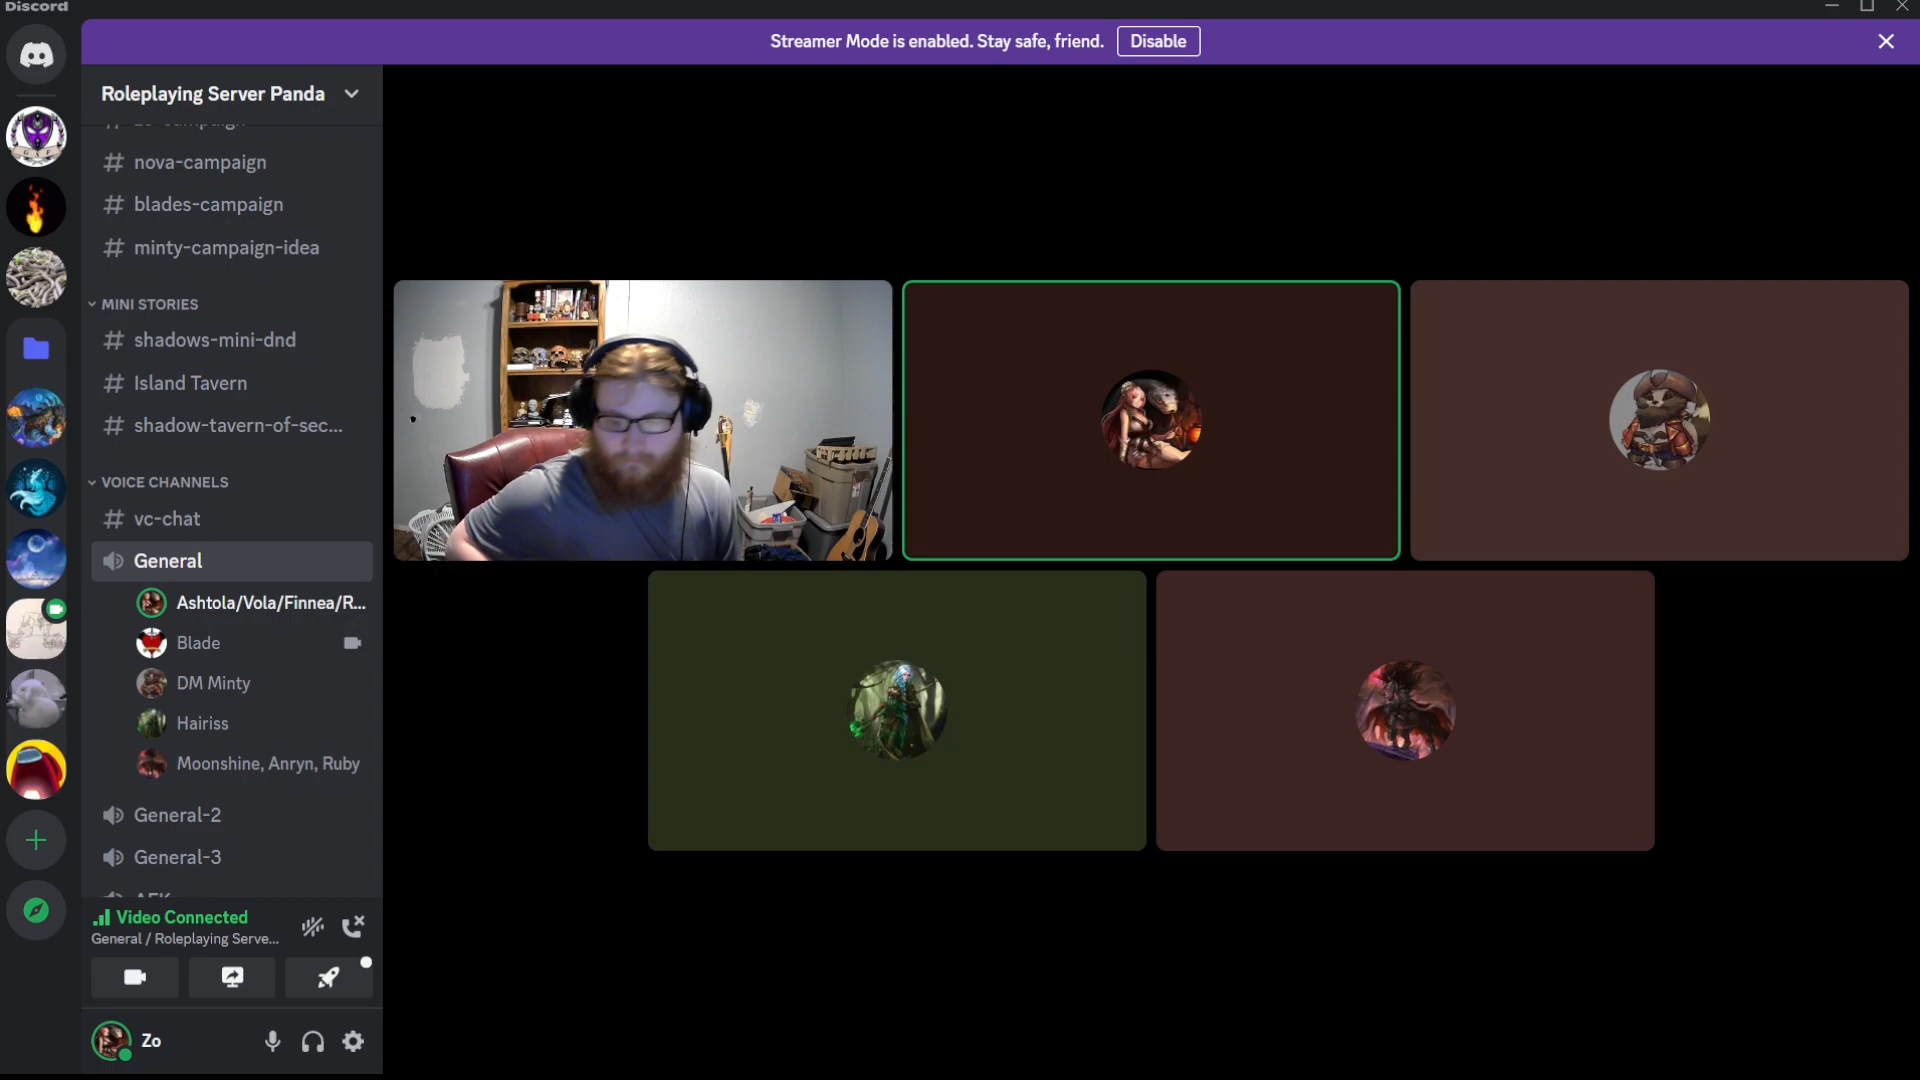 Discord
Streamer Mode is enabled. Stay safe, friend.
Disable
Roleplaying Server Panda
nova-campaign
blades-campaign
minty-campaign-idea
MINI STORIES
shadows-mini-dnd
Island Tavern
shadow-tavern-of-sec...
VOICE CHANNELS
vc-chat
General
Ashtola/Vola/Finnea/R...
Blade
DM Minty
Hairiss
Moonshine, Anryn, Ruby
General-2
General-3
Video Connected
General / Roleplaying Serve...
Zo